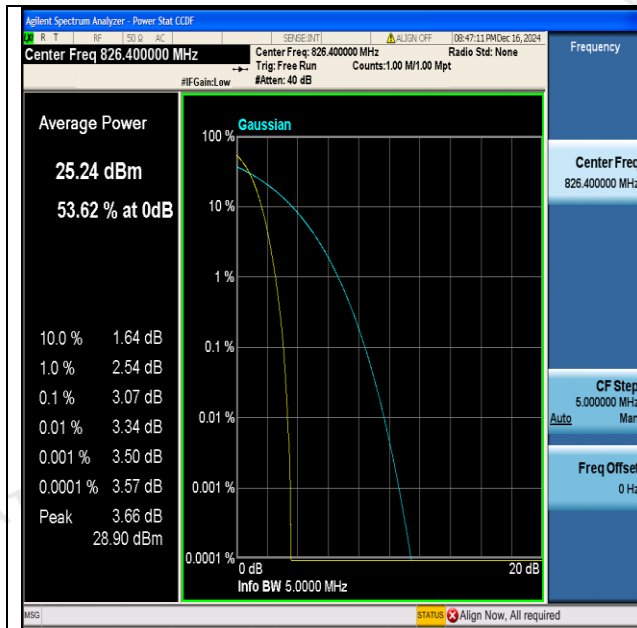 Agilent Spectrum Analyzer - Power Stat CCDF
R T RF 50 Ω AC SENSE:INT ALIGN OFF 08:47:11 PM Dec 16, 2024
Center Freq 826.400000 MHz
Center Freq: 826.400000 MHz Radio Std: None
Trig: Free Run Counts:1.00 M/1.00 Mpt
#IFGain:Low #Atten: 40 dB
Frequency
Average Power
25.24 dBm
53.62 % at 0dB
10.0 % 1.64 dB
1.0 % 2.54 dB
0.1 % 3.07 dB
0.01 % 3.34 dB
0.001 % 3.50 dB
0.0001 % 3.57 dB
Peak 3.66 dB
28.90 dBm
Gaussian
100 %
10 %
1 %
0.1 %
0.01 %
0.001 %
0.0001 %
0 dB 20 dB
Info BW 5.0000 MHz
Center Freq
826.400000 MHz
CF Step
5.000000 MHz
Auto Man
Freq Offset
0 Hz
MSG STATUS Align Now, All required